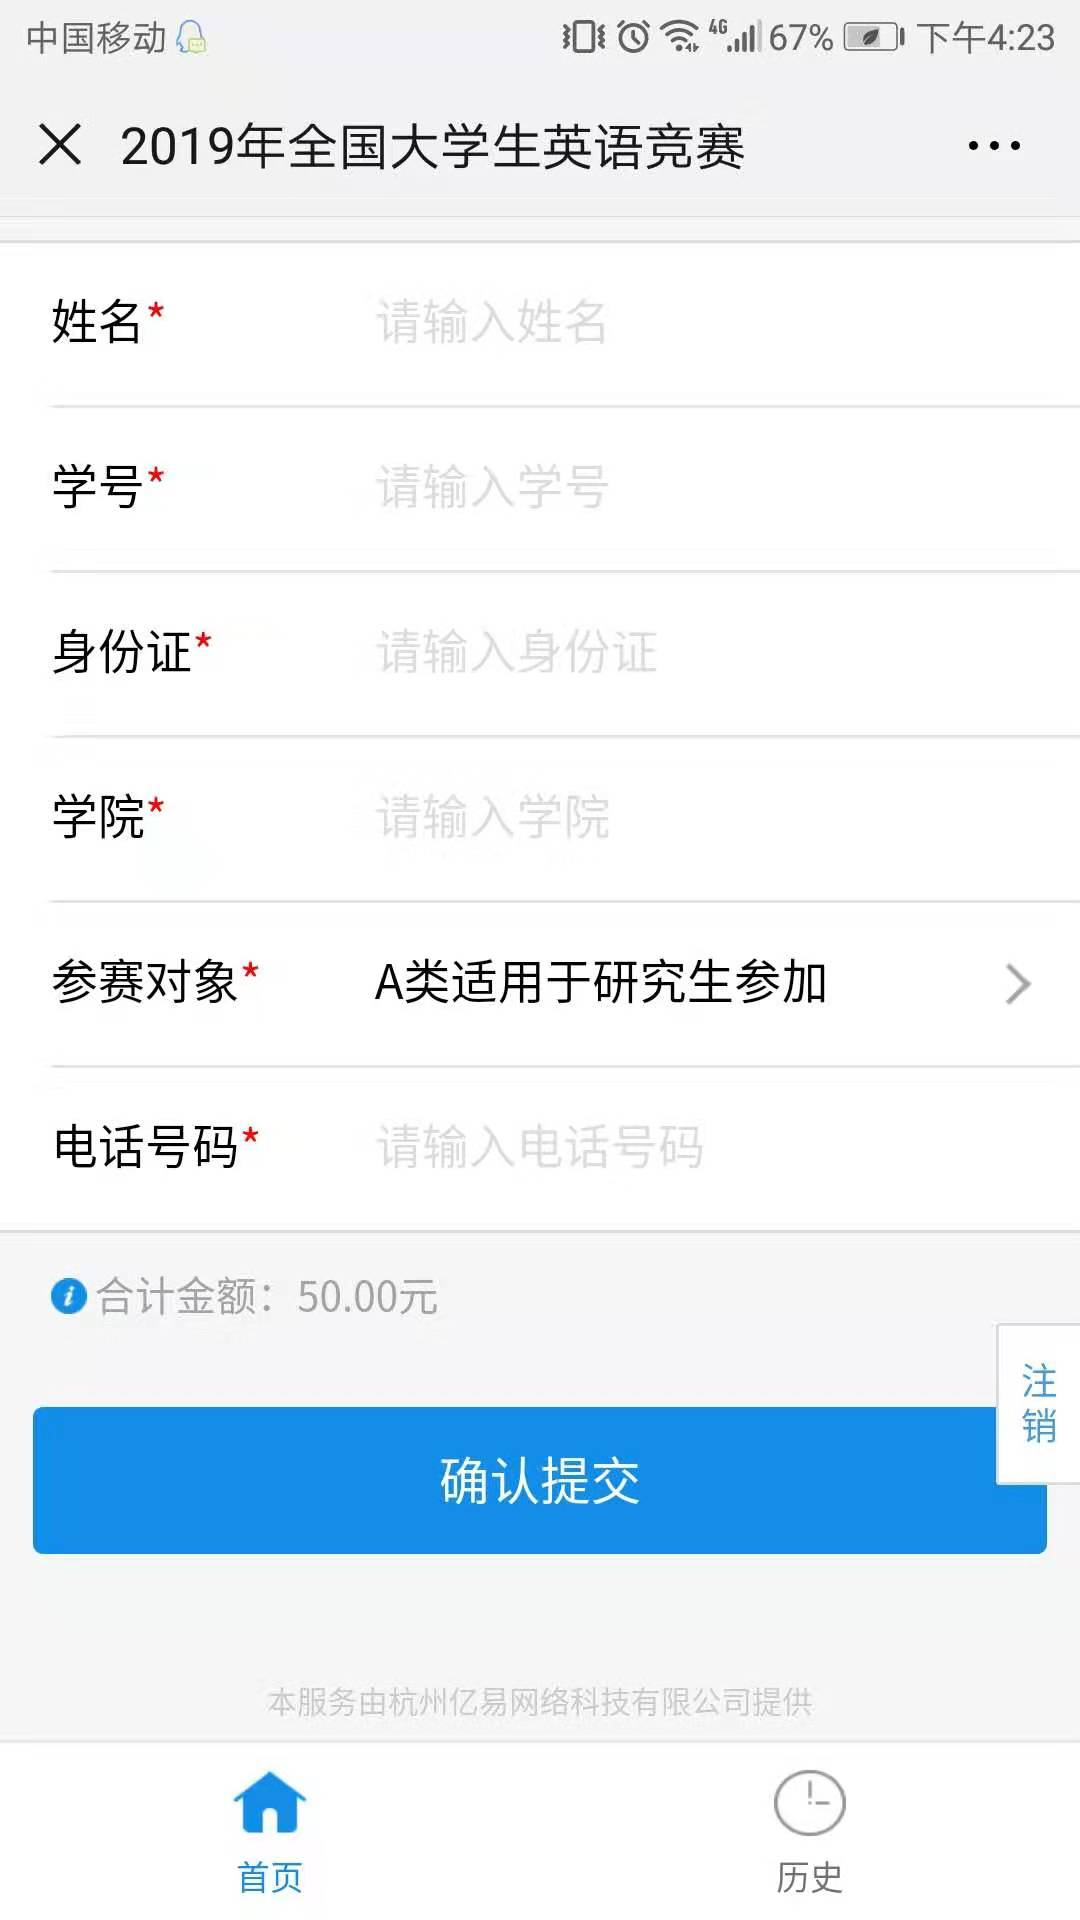 中国移动 4G 67% 下午4:23
2019年全国大学生英语竞赛
姓名* 请输入姓名
学号* 请输入学号
身份证* 请输入身份证
学院* 请输入学院
参赛对象* A类适用于研究生参加
电话号码* 请输入电话号码
合计金额：50.00元
注销
确认提交
本服务由杭州亿易网络科技有限公司提供
首页 历史